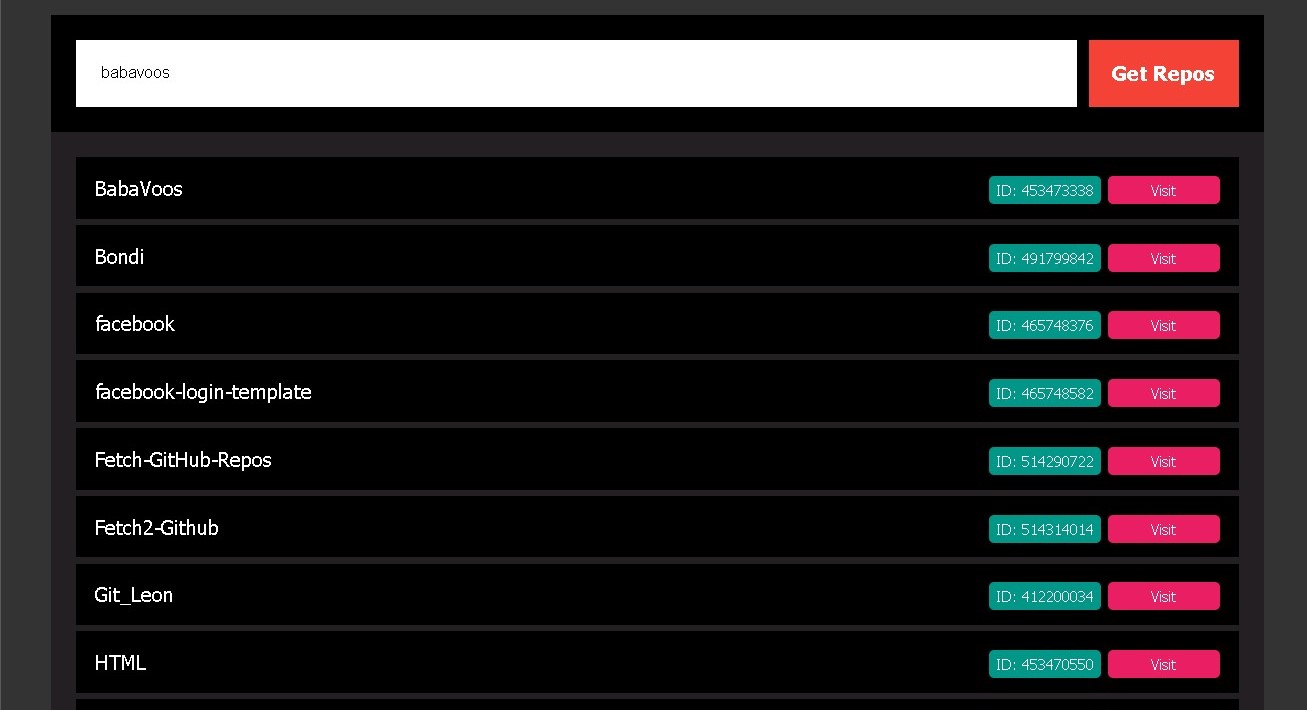 babavoos
Get Repos
BabaVoos ID: 453473338 Visit
Bondi ID: 491799842 Visit
facebook ID: 465748376 Visit
facebook-login-template ID: 465748582 Visit
Fetch-GitHub-Repos ID: 514290722 Visit
Fetch2-Github ID: 514314014 Visit
Git_Leon ID: 412200034 Visit
HTML ID: 453470550 Visit